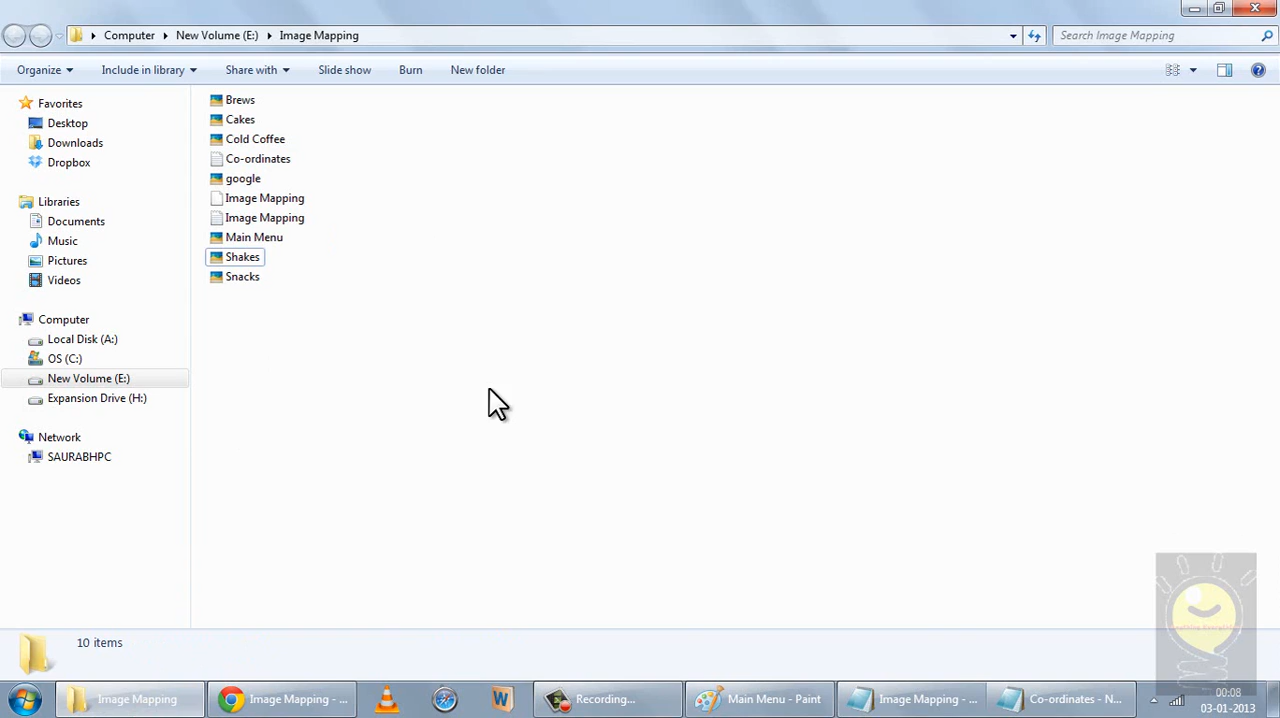 Computer New Volume (E:) Image Mapping
Search Image Mapping
Organize Include in library Share with Slide show Burn New folder
Favorites
Desktop
Downloads
Dropbox
Libraries
Documents
Music
Pictures
Videos
Computer
Local Disk (A:)
OS (C:)
New Volume (E:)
Expansion Drive (H:)
Network
SAURABHPC
Brews
Cakes
Cold Coffee
Co-ordinates
google
Image Mapping
Image Mapping
Main Menu
Shakes
Snacks
10 items
Image Mapping
Image Mapping - ...
Recording...
Main Menu - Paint
Image Mapping - ...
Co-ordinates - N...
00:08
03-01-2013